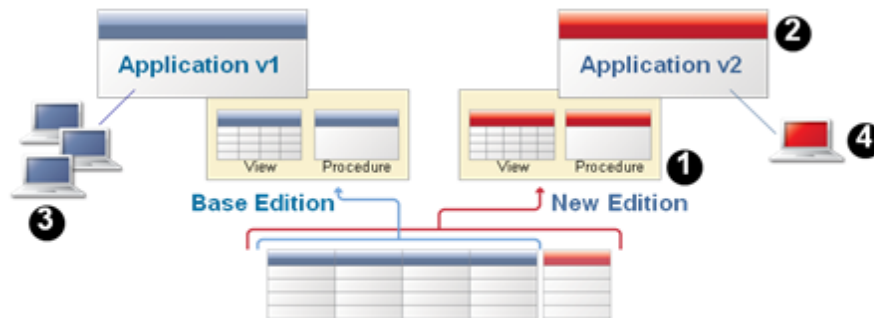 Application v1
Application v2
2
View
Procedure
View
Procedure
4
1
3
Base Edition
New Edition